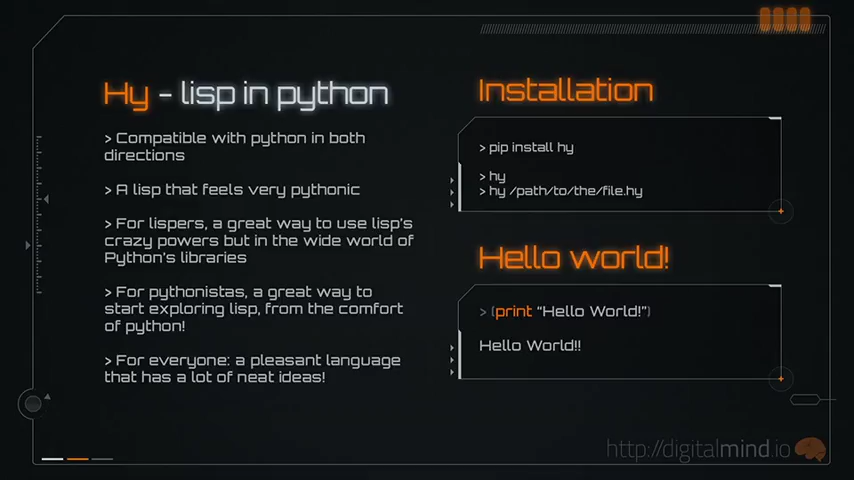 Hy - lisp in python
> Compatible with python in both
directions
> A lisp that feels very pythonic
> For lispers, a great way to use lisp's
crazy powers but in the wide world of
Python's libraries
> For pythonistas, a great way to
start exploring lisp, from the comfort
of python!
> For everyone: a pleasant language
that has a lot of neat ideas!
Installation
> pip install hy
> hy
> hy /path/to/the/file.hy
Hello world!
> (print "Hello World!")
Hello World!!
http://digitalmind.io